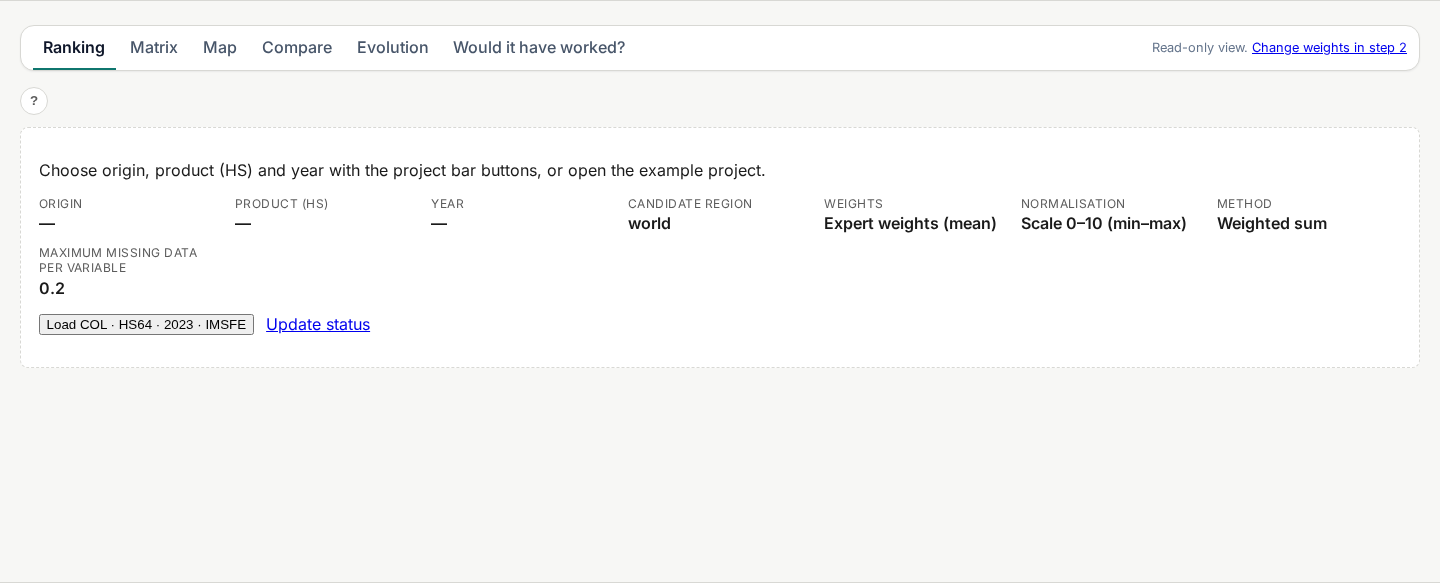 Ranking Matrix Map Compare Evolution Would it have worked? Read-only view. Change weights in step 2
?
Choose origin, product (HS) and year with the project bar buttons, or open the example project.
ORIGIN PRODUCT (HS) YEAR CANDIDATE REGION WEIGHTS NORMALISATION METHOD
— — — world Expert weights (mean) Scale 0–10 (min–max) Weighted sum
MAXIMUM MISSING DATA
PER VARIABLE
0.2
Load COL · HS64 · 2023 · IMSFE Update status